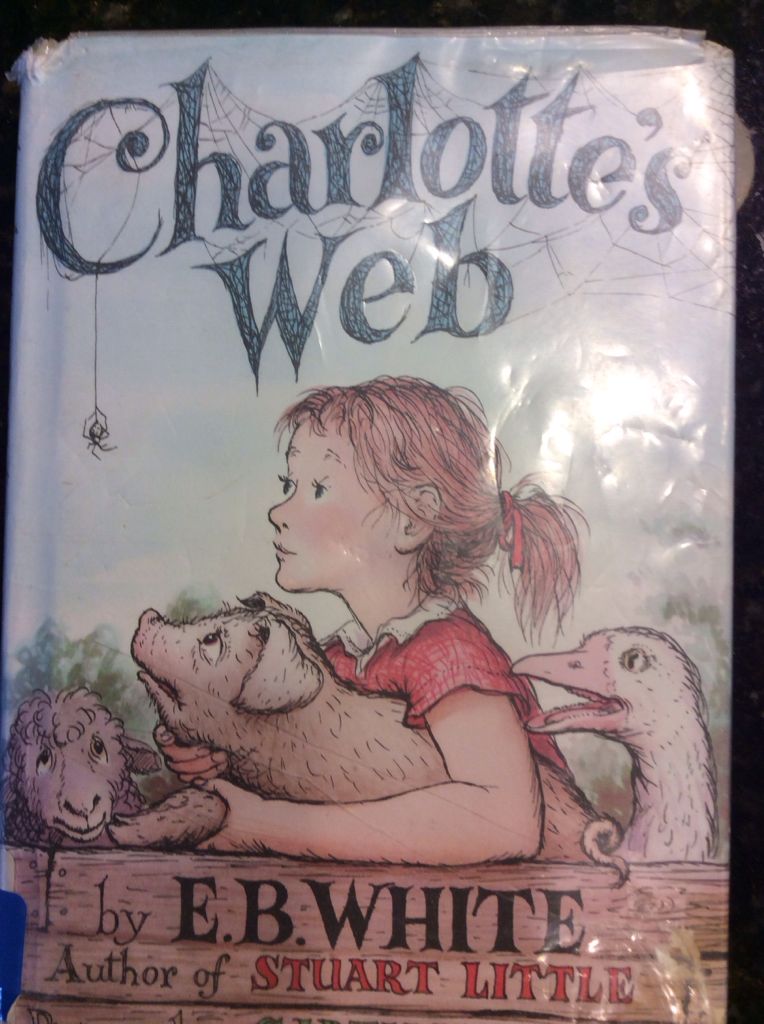 Charlotte's
Web
by E.B. WHITE
Author of STUART LITTLE